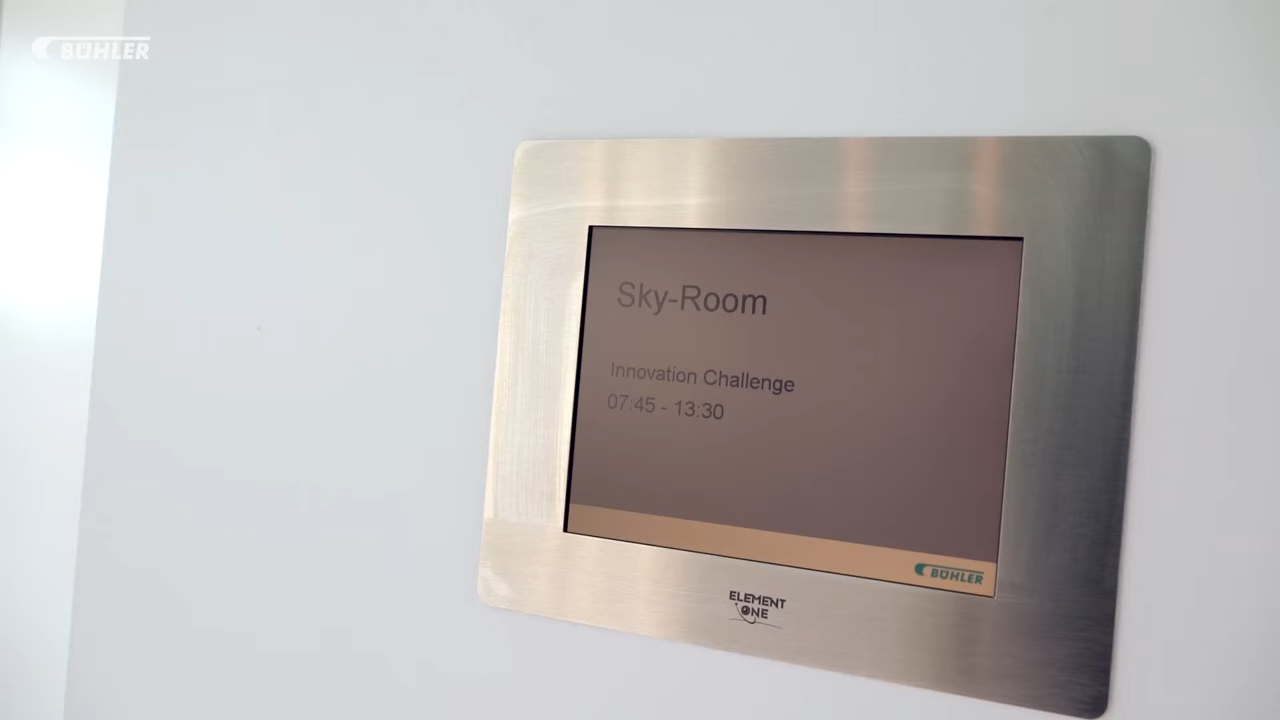 BÜHLER
Sky-Room
Innovation Challenge
07:45 - 13:30
BÜHLER
ELEMENT
ONE